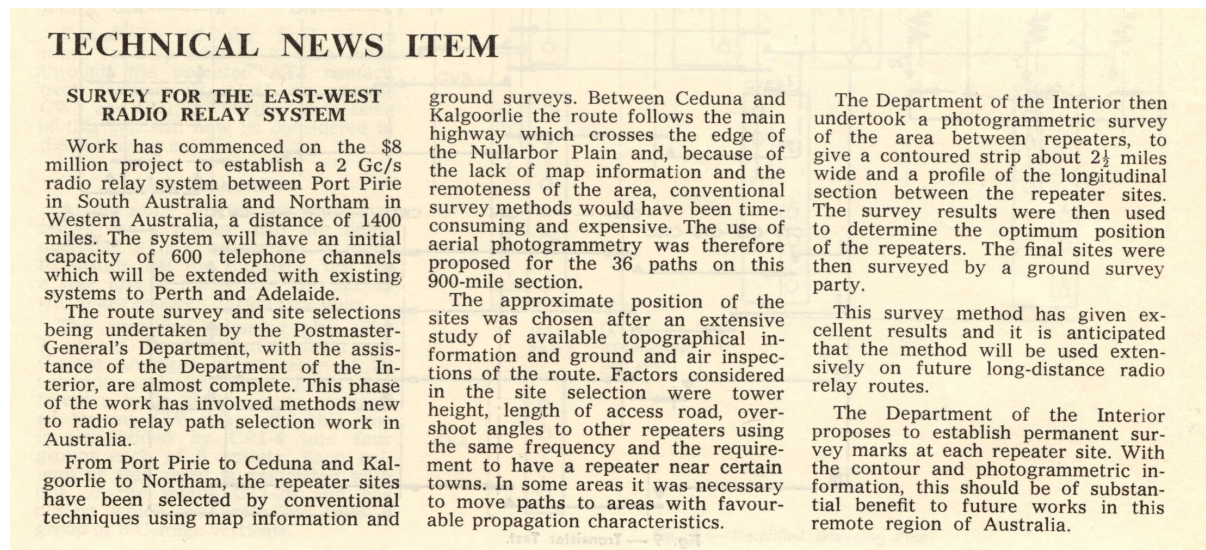 TECHNICAL NEWS ITEM
SURVEY FOR THE EAST-WEST
RADIO RELAY SYSTEM
Work has commenced on the $8
million project to establish a 2 Gc/s
radio relay system between Port Pirie
in South Australia and Northam in
Western Australia, a distance of 1400
miles. The system will have an initial
capacity of 600 telephone channels
which will be extended with existing
systems to Perth and Adelaide.
The route survey and site selections
being undertaken by the Postmaster-
General's Department, with the assis-
tance of the Department of the In-
terior, are almost complete. This phase
of the work has involved methods new
to radio relay path selection work in
Australia.
From Port Pirie to Ceduna and Kal-
goorlie to Northam, the repeater sites
have been selected by conventional
techniques using map information and
ground surveys. Between Ceduna and
Kalgoorlie the route follows the main
highway which crosses the edge of
the Nullarbor Plain and, because of
the lack of map information and the
remoteness of the area, conventional
survey methods would have been time-
consuming and expensive. The use of
aerial photogrammetry was therefore
proposed for the 36 paths on this
900-mile section.
The approximate position of the
sites was chosen after an extensive
study of available topographical in-
formation and ground and air inspec-
tions of the route. Factors considered
in the site selection were tower
height, length of access road, over-
shoot angles to other repeaters using
the same frequency and the require-
ment to have a repeater near certain
towns. In some areas it was necessary
to move paths to areas with favour-
able propagation characteristics.
The Department of the Interior then
undertook a photogrammetric survey
of the area between repeaters, to
give a contoured strip about 2½ miles
wide and a profile of the longitudinal
section between the repeater sites.
The survey results were then used
to determine the optimum position
of the repeaters. The final sites were
then surveyed by a ground survey
party.
This survey method has given ex-
cellent results and it is anticipated
that the method will be used exten-
sively on future long-distance radio
relay routes.
The Department of the Interior
proposes to establish permanent sur-
vey marks at each repeater site. With
the contour and photogrammetric in-
formation, this should be of substan-
tial benefit to future works in this
remote region of Australia.